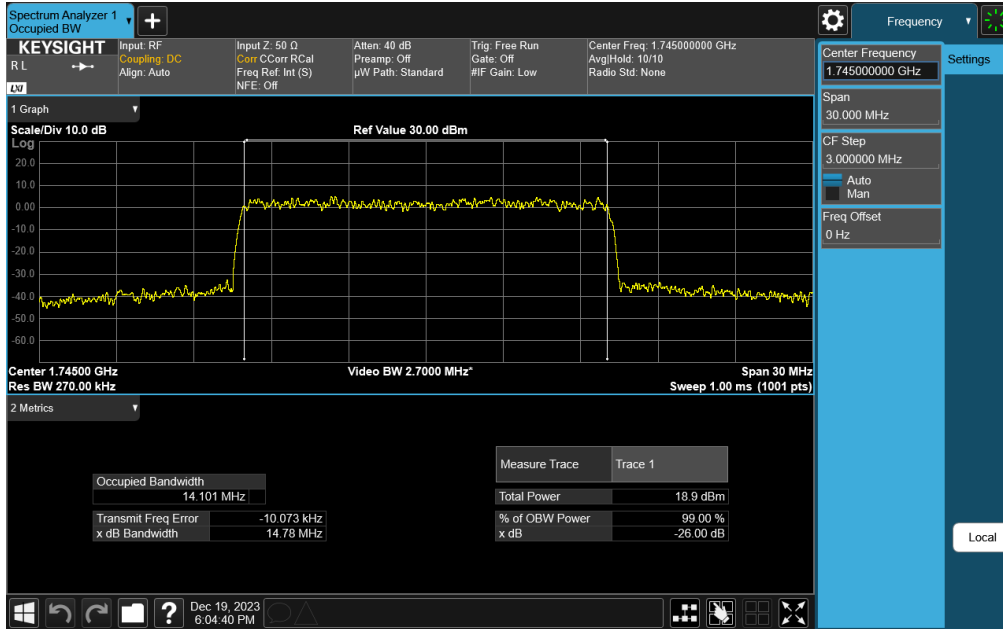 Spectrum Analyzer 1
Occupied BW
Frequency
KEYSIGHT
R L
LXI
Input: RF
Coupling: DC
Align: Auto
Input Z: 50 Ω
Corr CCorr RCal
Freq Ref: Int (S)
NFE: Off
Atten: 40 dB
Preamp: Off
µW Path: Standard
Trig: Free Run
Gate: Off
#IF Gain: Low
Center Freq: 1.745000000 GHz
Avg|Hold: 10/10
Radio Std: None
Center Frequency
1.745000000 GHz
Settings
Span
30.000 MHz
CF Step
3.000000 MHz
Auto
Man
Freq Offset
0 Hz
Local
1 Graph
Scale/Div 10.0 dB
Ref Value 30.00 dBm
Log
20.0
10.0
0.00
-10.0
-20.0
-30.0
-40.0
-50.0
-60.0
Center 1.74500 GHz
Video BW 2.7000 MHz*
Span 30 MHz
Res BW 270.00 kHz
Sweep 1.00 ms (1001 pts)
2 Metrics
Occupied Bandwidth
14.101 MHz
Transmit Freq Error -10.073 kHz
x dB Bandwidth 14.78 MHz
Measure Trace Trace 1
Total Power 18.9 dBm
% of OBW Power 99.00 %
x dB -26.00 dB
?
Dec 19, 2023
6:04:40 PM